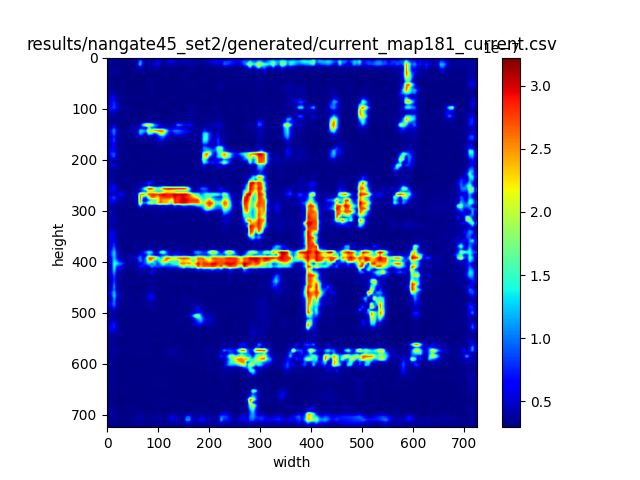 results/nangate45_set2/generated/current_map181_current.csv
1e−7
0
100
200
300
400
500
600
700
height
0 100 200 300 400 500 600 700
width
3.0
2.5
2.0
1.5
1.0
0.5